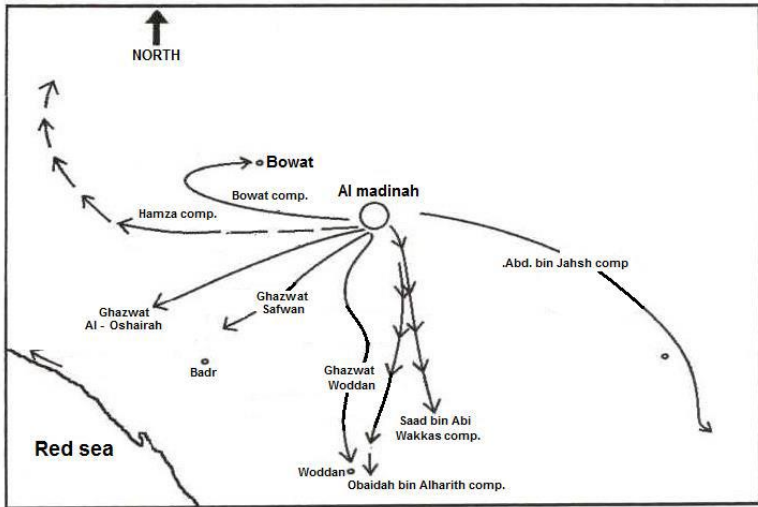 NORTH
Bowat
Al madinah
Bowat comp.
Hamza comp.
.Abd. bin Jahsh comp
Ghazwat
Al - Oshairah
Ghazwat
Safwan
Badr
Ghazwat
Woddan
Saad bin Abi
Wakkas comp.
Red sea
Woddan
Obaidah bin Alharith comp.